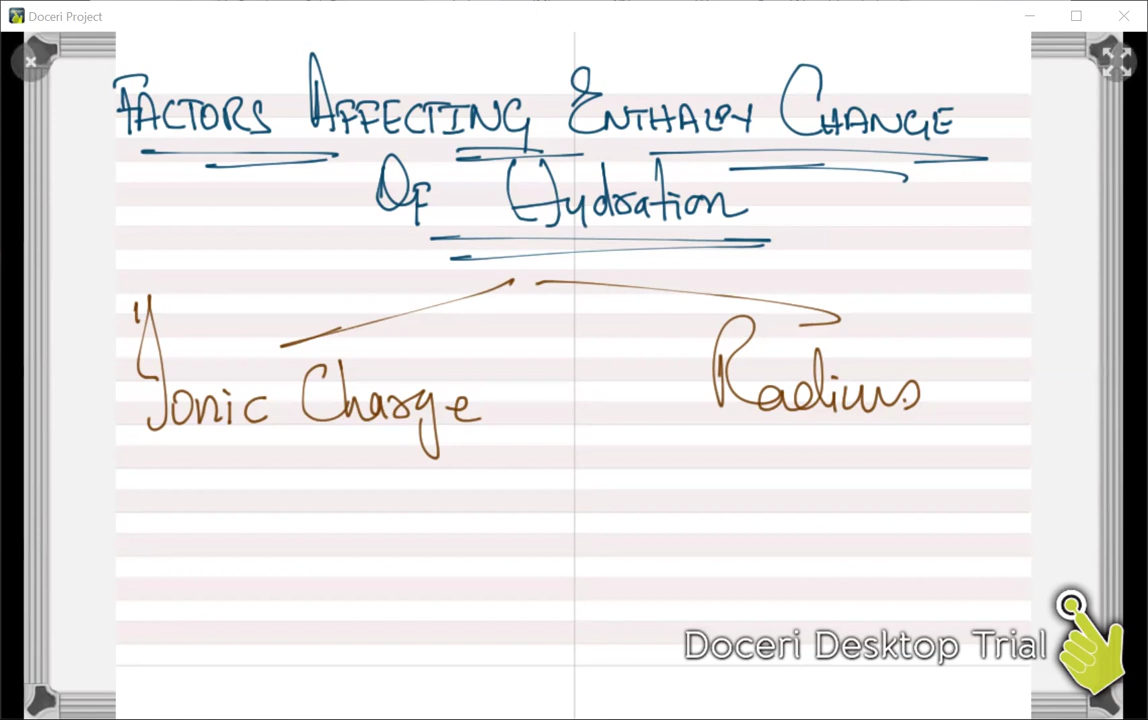 Doceri Project
FACTORS AFFECTING ENTHALPY CHANGE
Of Hydration
Ionic Charge
Radius
Doceri Desktop Trial